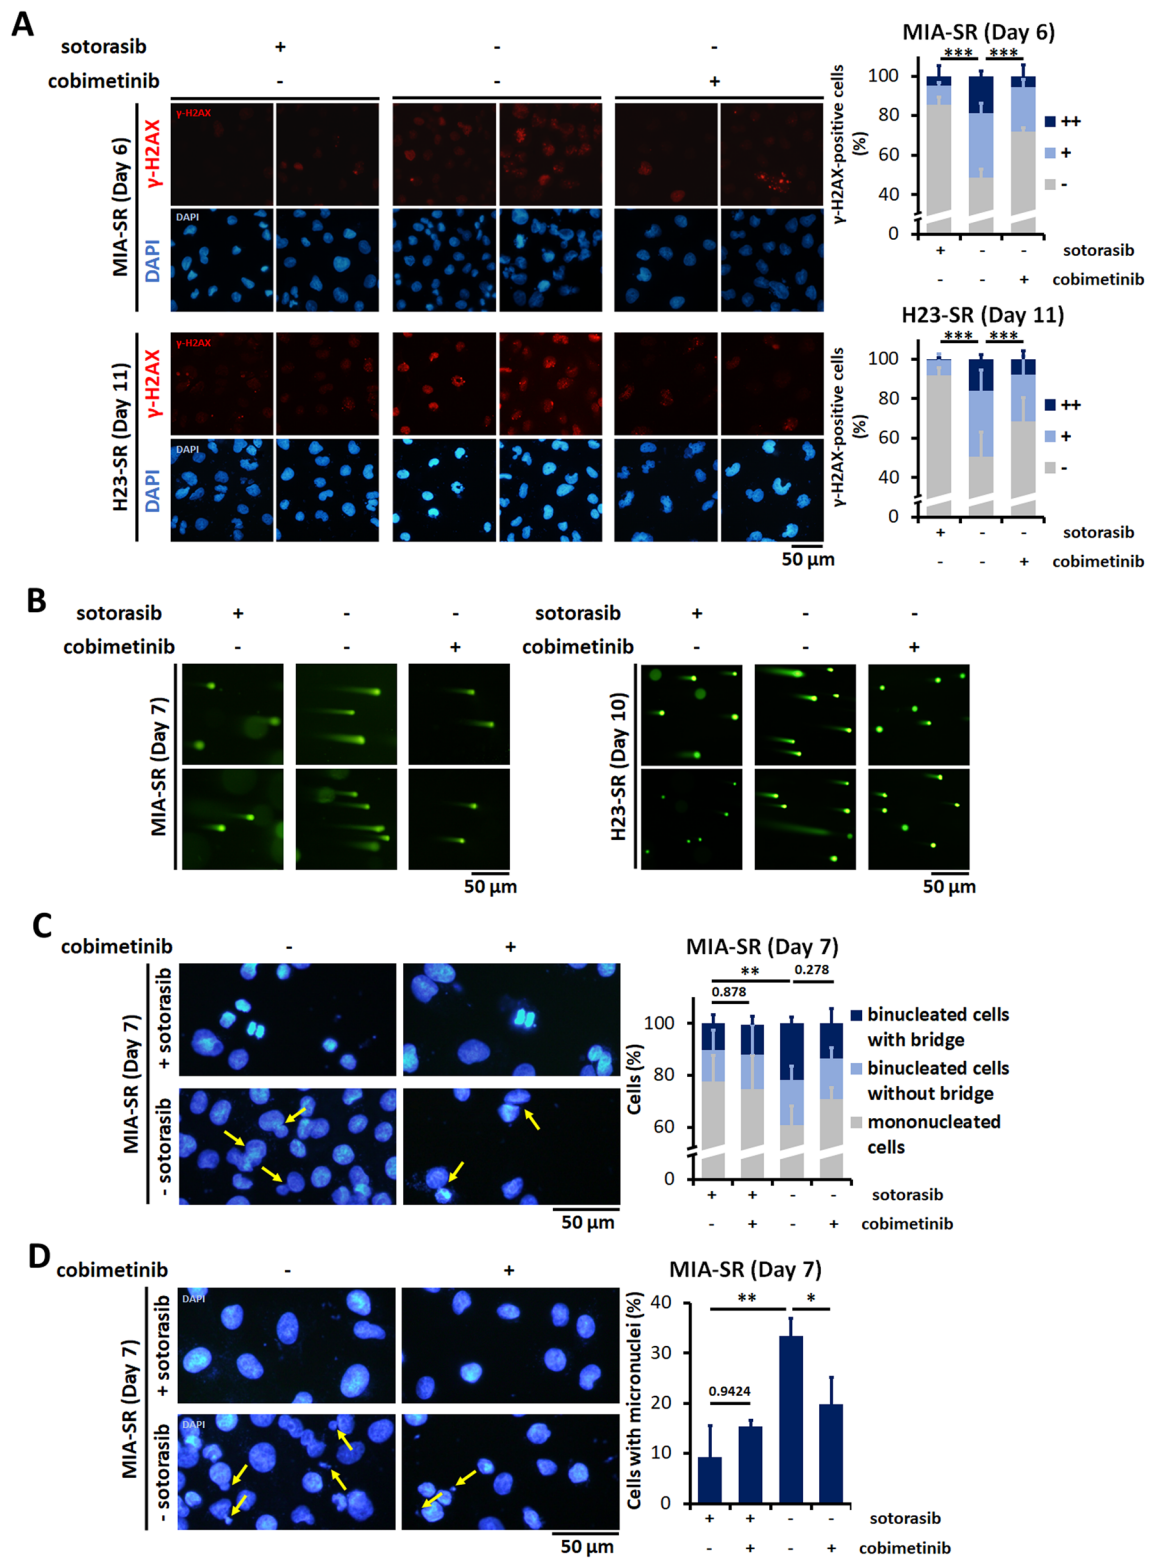 A
sotorasib + - -
cobimetinib - - +
MIA-SR (Day 6)
γ-H2AX
γ-H2AX
DAPI
DAPI
H23-SR (Day 11)
γ-H2AX
γ-H2AX
DAPI
DAPI
50 µm
MIA-SR (Day 6)
*** ***
γ-H2AX-positive cells
(%)
100
80
60
40
0
++
+
-
+ - - sotorasib
- - + cobimetinib
H23-SR (Day 11)
*** ***
γ-H2AX-positive cells
(%)
100
80
60
40
0
++
+
-
+ - - sotorasib
- - + cobimetinib
B
sotorasib + - -
cobimetinib - - +
MIA-SR (Day 7)
50 µm
sotorasib + - -
cobimetinib - - +
H23-SR (Day 10)
50 µm
C
cobimetinib - +
MIA-SR (Day 7)
+ sotorasib
- sotorasib
50 µm
MIA-SR (Day 7)
** 0.278
0.878
Cells (%)
100
80
60
0
binucleated cells
with bridge
binucleated cells
without bridge
mononucleated
cells
+ + - - sotorasib
- + - + cobimetinib
D
cobimetinib - +
MIA-SR (Day 7)
+ sotorasib
DAPI
- sotorasib
DAPI
50 µm
MIA-SR (Day 7)
Cells with micronuclei (%)
40
30
20
10
0
** *
0.9424
+ + - - sotorasib
- + - + cobimetinib